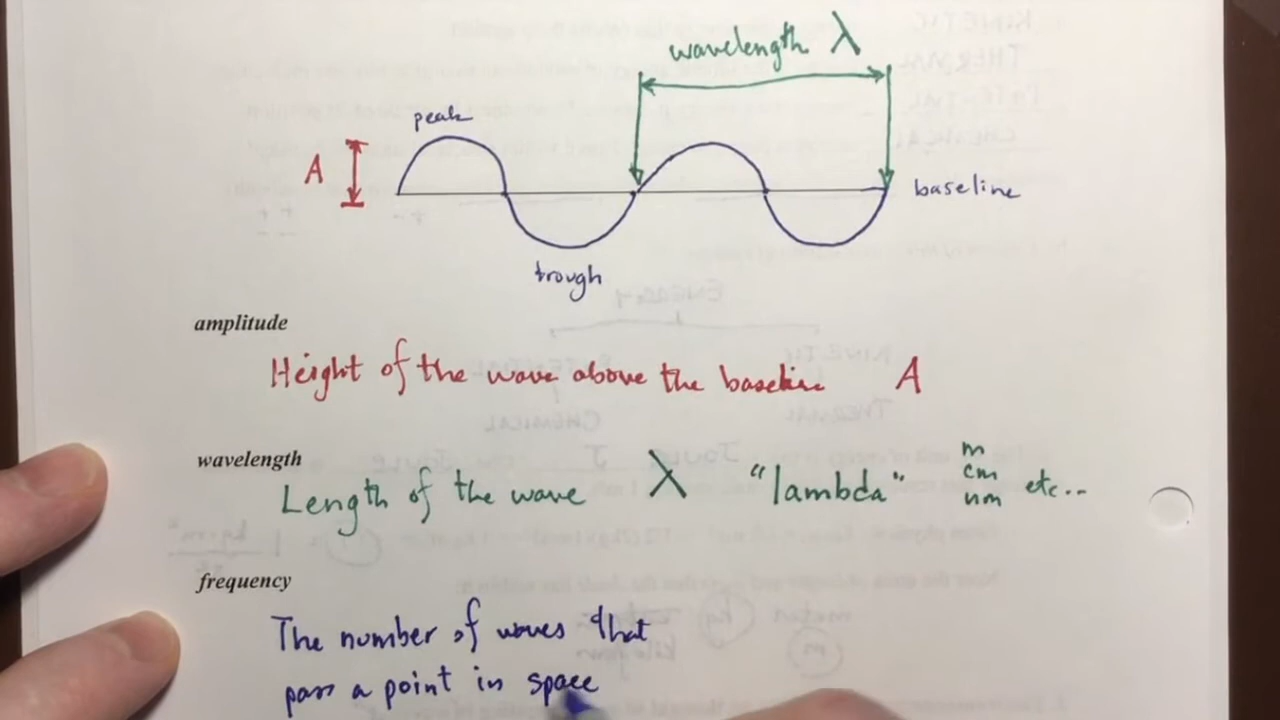 wavelength λ
peak
A
baseline
trough
amplitude
Height of the wave above the baseline A
wavelength
Length of the wave λ "lambda" m cm nm etc..
frequency
The number of waves that
pass a point in space